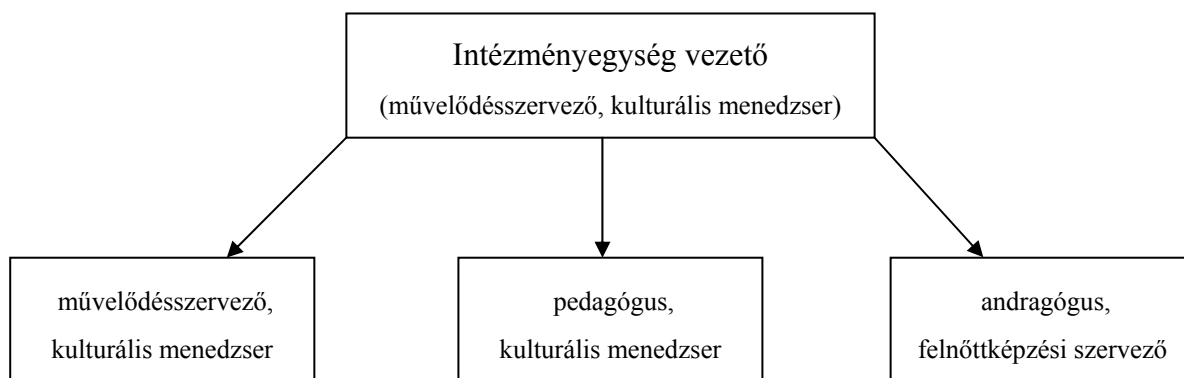 Intézményegység vezető
(művelődésszervező, kulturális menedzser)
művelődésszervező,
kulturális menedzser
pedagógus,
kulturális menedzser
andragógus,
felnőttképzési szervező